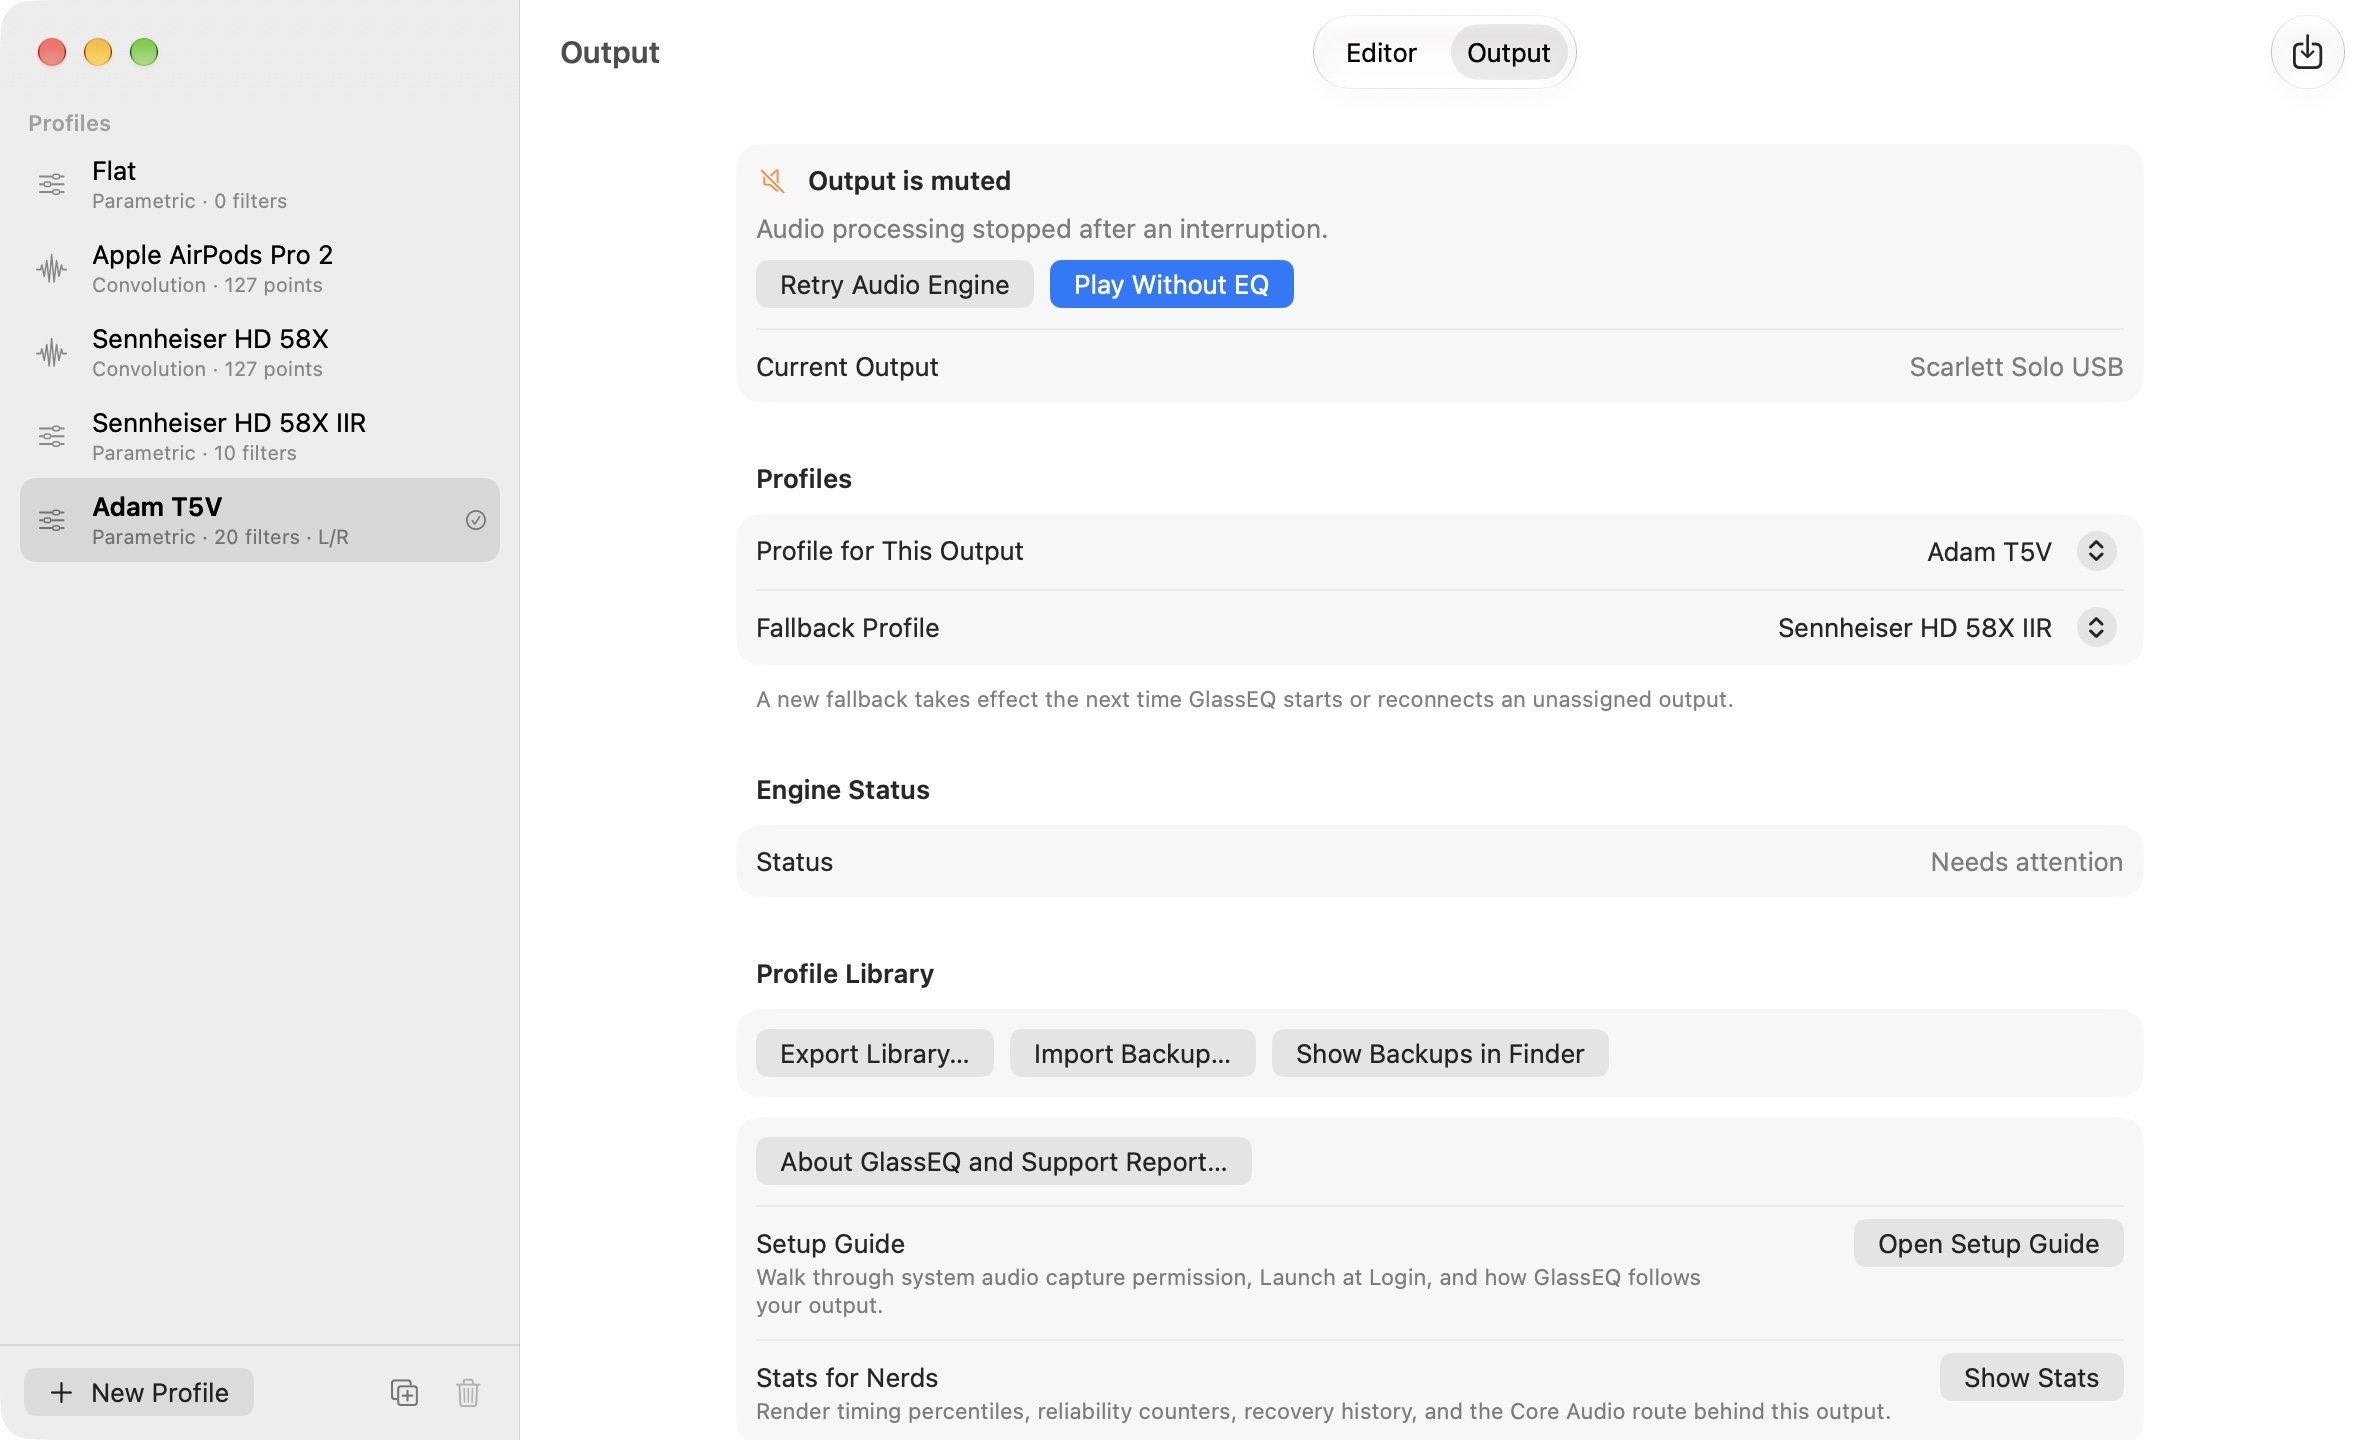 Profiles
Flat
Parametric · 0 filters
Apple AirPods Pro 2
Convolution · 127 points
Sennheiser HD 58X
Convolution · 127 points
Sennheiser HD 58X IIR
Parametric · 10 filters
Adam T5V
Parametric · 20 filters · L/R
New Profile
Output
Editor
Output
Output is muted
Audio processing stopped after an interruption.
Retry Audio Engine
Play Without EQ
Current Output
Scarlett Solo USB
Profiles
Profile for This Output
Adam T5V
Fallback Profile
Sennheiser HD 58X IIR
A new fallback takes effect the next time GlassEQ starts or reconnects an unassigned output.
Engine Status
Status
Needs attention
Profile Library
Export Library...
Import Backup...
Show Backups in Finder
About GlassEQ and Support Report...
Setup Guide
Walk through system audio capture permission, Launch at Login, and how GlassEQ follows
your output.
Open Setup Guide
Stats for Nerds
Render timing percentiles, reliability counters, recovery history, and the Core Audio route behind this output.
Show Stats